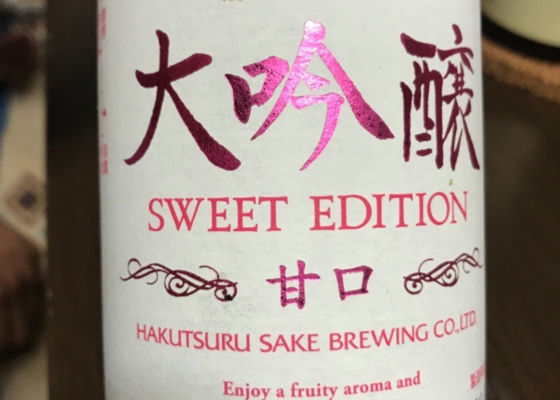 大吟醸
SWEET EDITION
甘口
HAKUTSURU SAKE BREWING CO.,LTD.
Enjoy a fruity aroma and